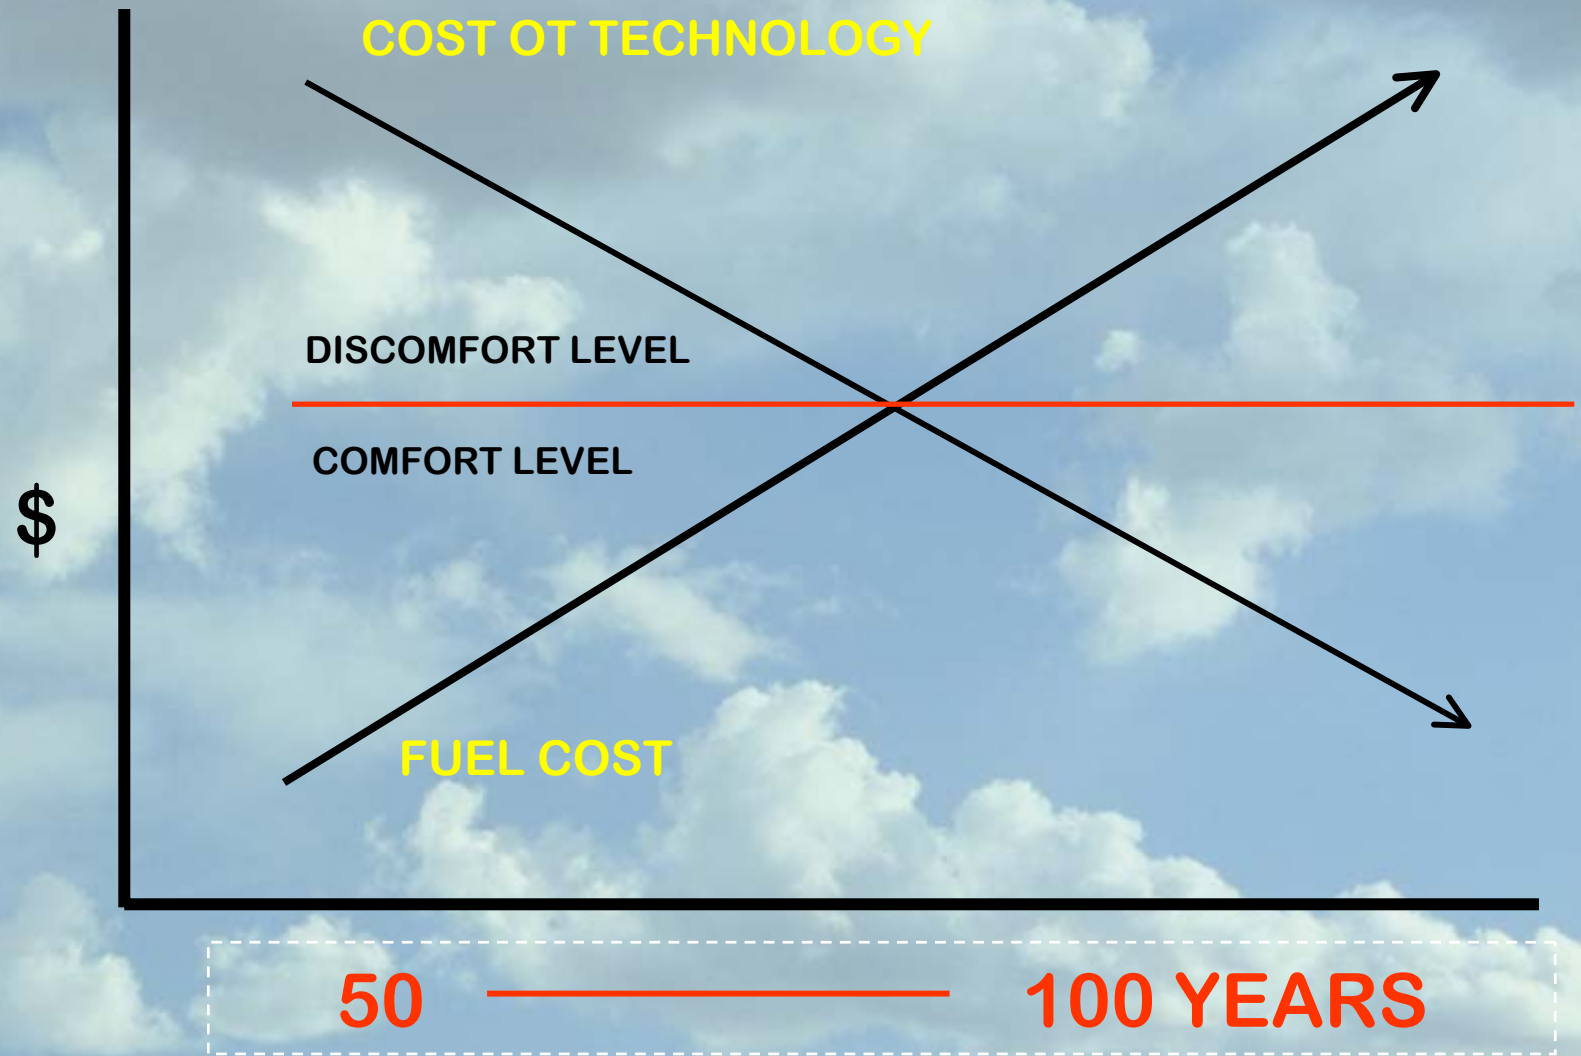 COST OT TECHNOLOGY
DISCOMFORT LEVEL
COMFORT LEVEL
$
FUEL COST
50
100 YEARS